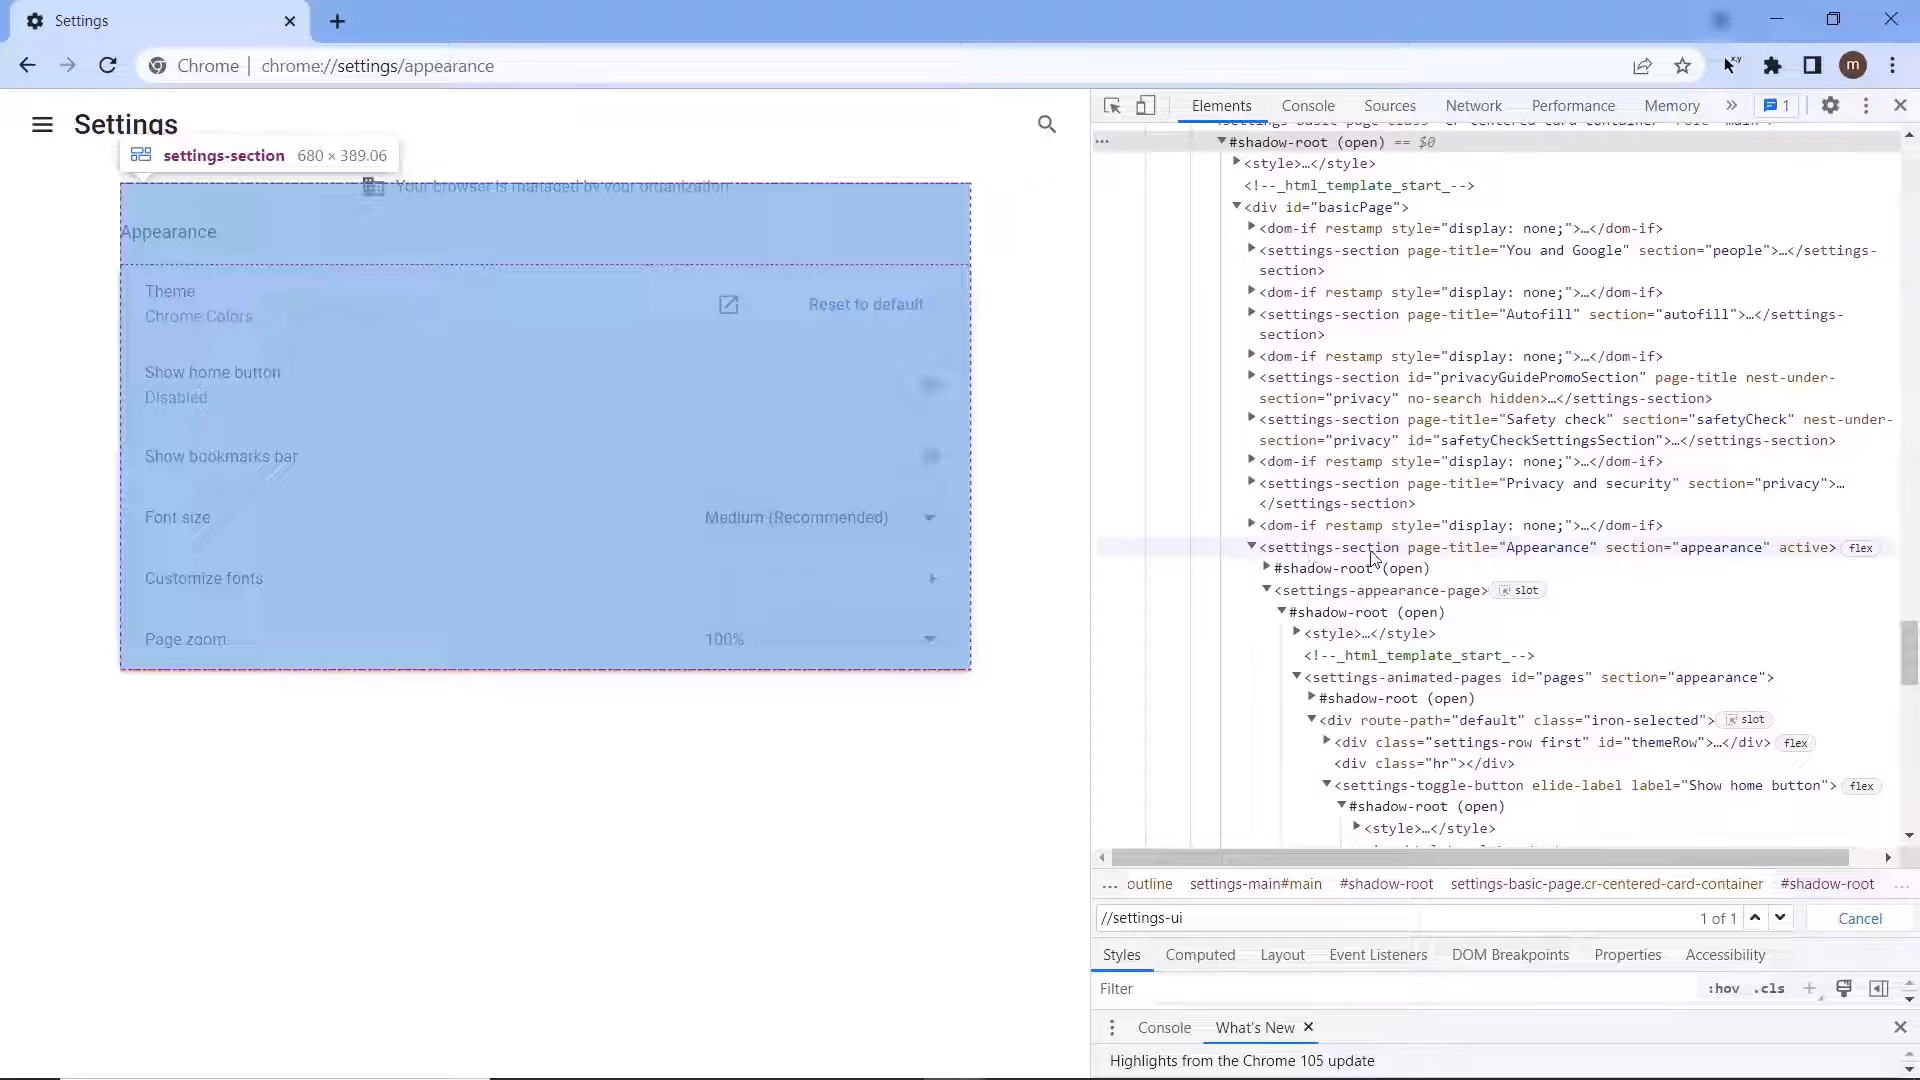 Settings
Chrome | chrome://settings/appearance
m
Settings
settings-section 680 × 389.06
Your browser is managed by your organization
Appearance
Theme
Chrome Colors
Reset to default
Show home button
Disabled
Show bookmarks bar
Font size
Medium (Recommended)
Customize fonts
Page zoom
100%
Elements Console Sources Network Performance Memory » 1
#shadow-root (open) == $0
<style>…</style>
<!--_html_template_start_-->
<div id="basicPage">
<dom-if restamp style="display: none;">…</dom-if>
<settings-section page-title="You and Google" section="people">…</settings-
section>
<dom-if restamp style="display: none;">…</dom-if>
<settings-section page-title="Autofill" section="autofill">…</settings-
section>
<dom-if restamp style="display: none;">…</dom-if>
<settings-section id="privacyGuidePromoSection" page-title nest-under-
section="privacy" no-search hidden>…</settings-section>
<settings-section page-title="Safety check" section="safetyCheck" nest-under-
section="privacy" id="safetyCheckSettingsSection">…</settings-section>
<dom-if restamp style="display: none;">…</dom-if>
<settings-section page-title="Privacy and security" section="privacy">…
</settings-section>
<dom-if restamp style="display: none;">…</dom-if>
<settings-section page-title="Appearance" section="appearance" active> flex
#shadow-root (open)
<settings-appearance-page> slot
#shadow-root (open)
<style>…</style>
<!--_html_template_start_-->
<settings-animated-pages id="pages" section="appearance">
#shadow-root (open)
<div route-path="default" class="iron-selected"> slot
<div class="settings-row first" id="themeRow">…</div> flex
<div class="hr"></div>
<settings-toggle-button elide-label label="Show home button"> flex
#shadow-root (open)
<style>…</style>
… outline settings-main#main #shadow-root settings-basic-page.cr-centered-card-container #shadow-root …
//settings-ui 1 of 1 Cancel
Styles Computed Layout Event Listeners DOM Breakpoints Properties Accessibility
Filter :hov .cls +
Console What's New
Highlights from the Chrome 105 update